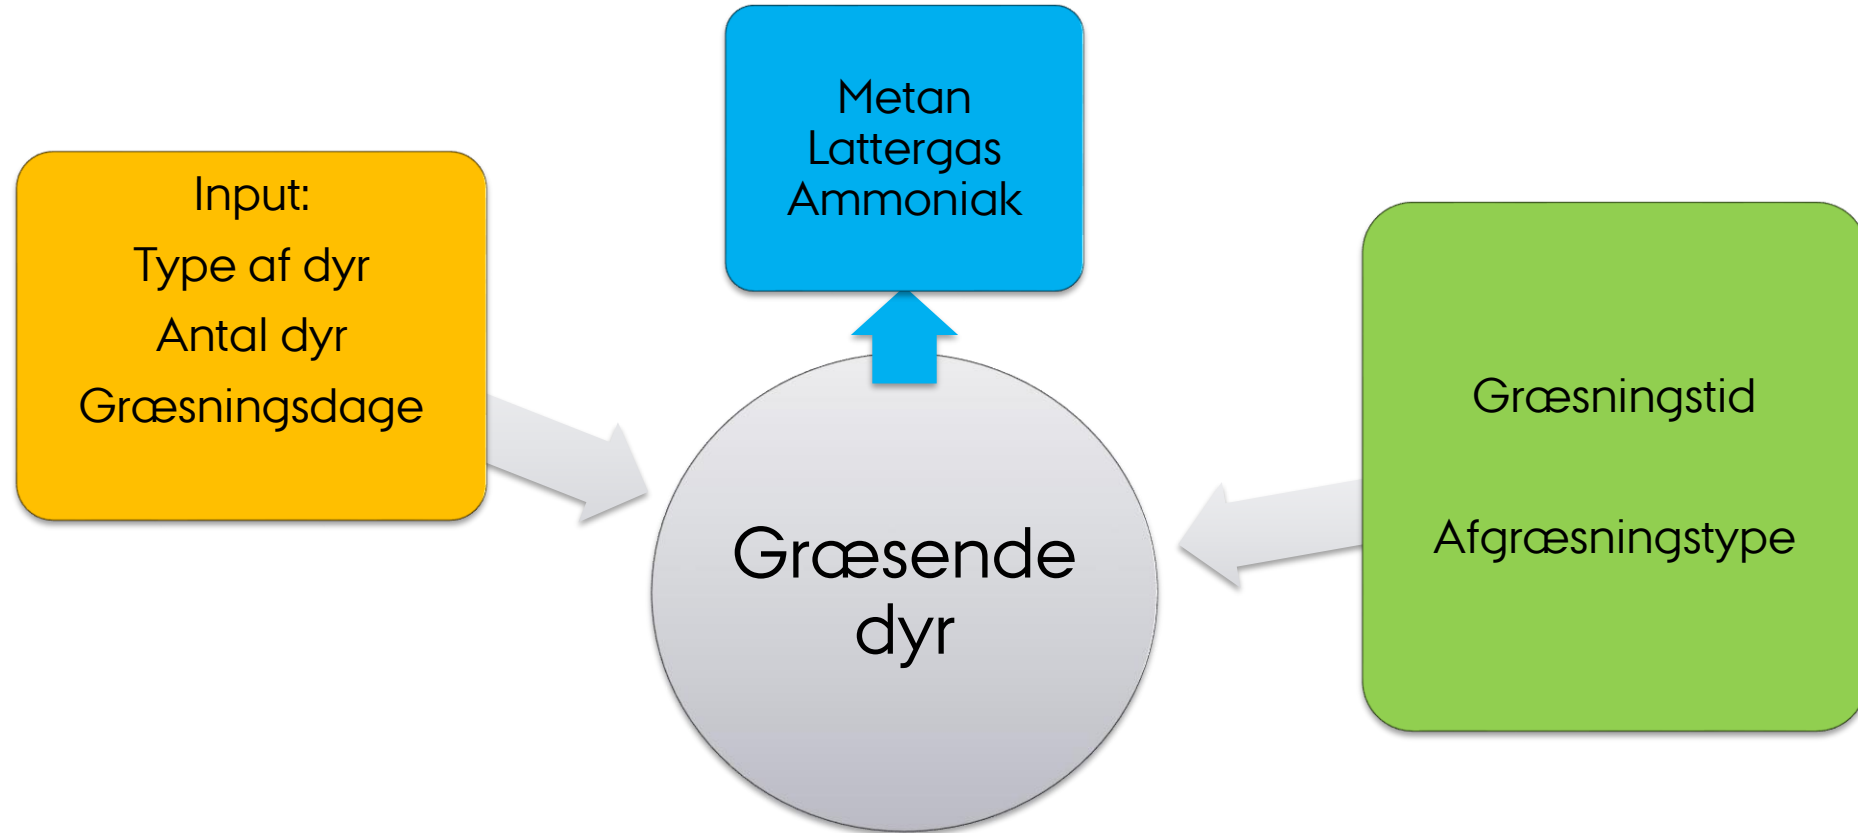 Metan
Lattergas
Ammoniak
Input:
Type af dyr
Antal dyr
Græsningsdage
Græsningstid
Afgræsningstype
Græsende
dyr